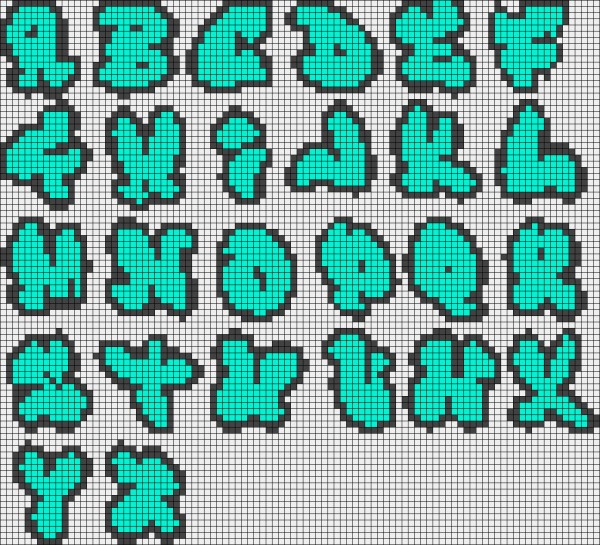 A B C D E F
G H I J K L
M N O P Q R
S T U V W X
Y Z